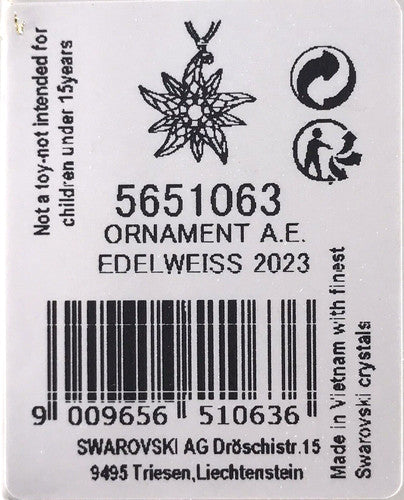 Not a toy-not intended for
children under 15years
5651063
ORNAMENT A.E.
EDELWEISS 2023
9 009656 510636
Made in Vietnam with finest
Swarovski crystals
SWAROVSKI AG Dröschistr.15
9495 Triesen,Liechtenstein